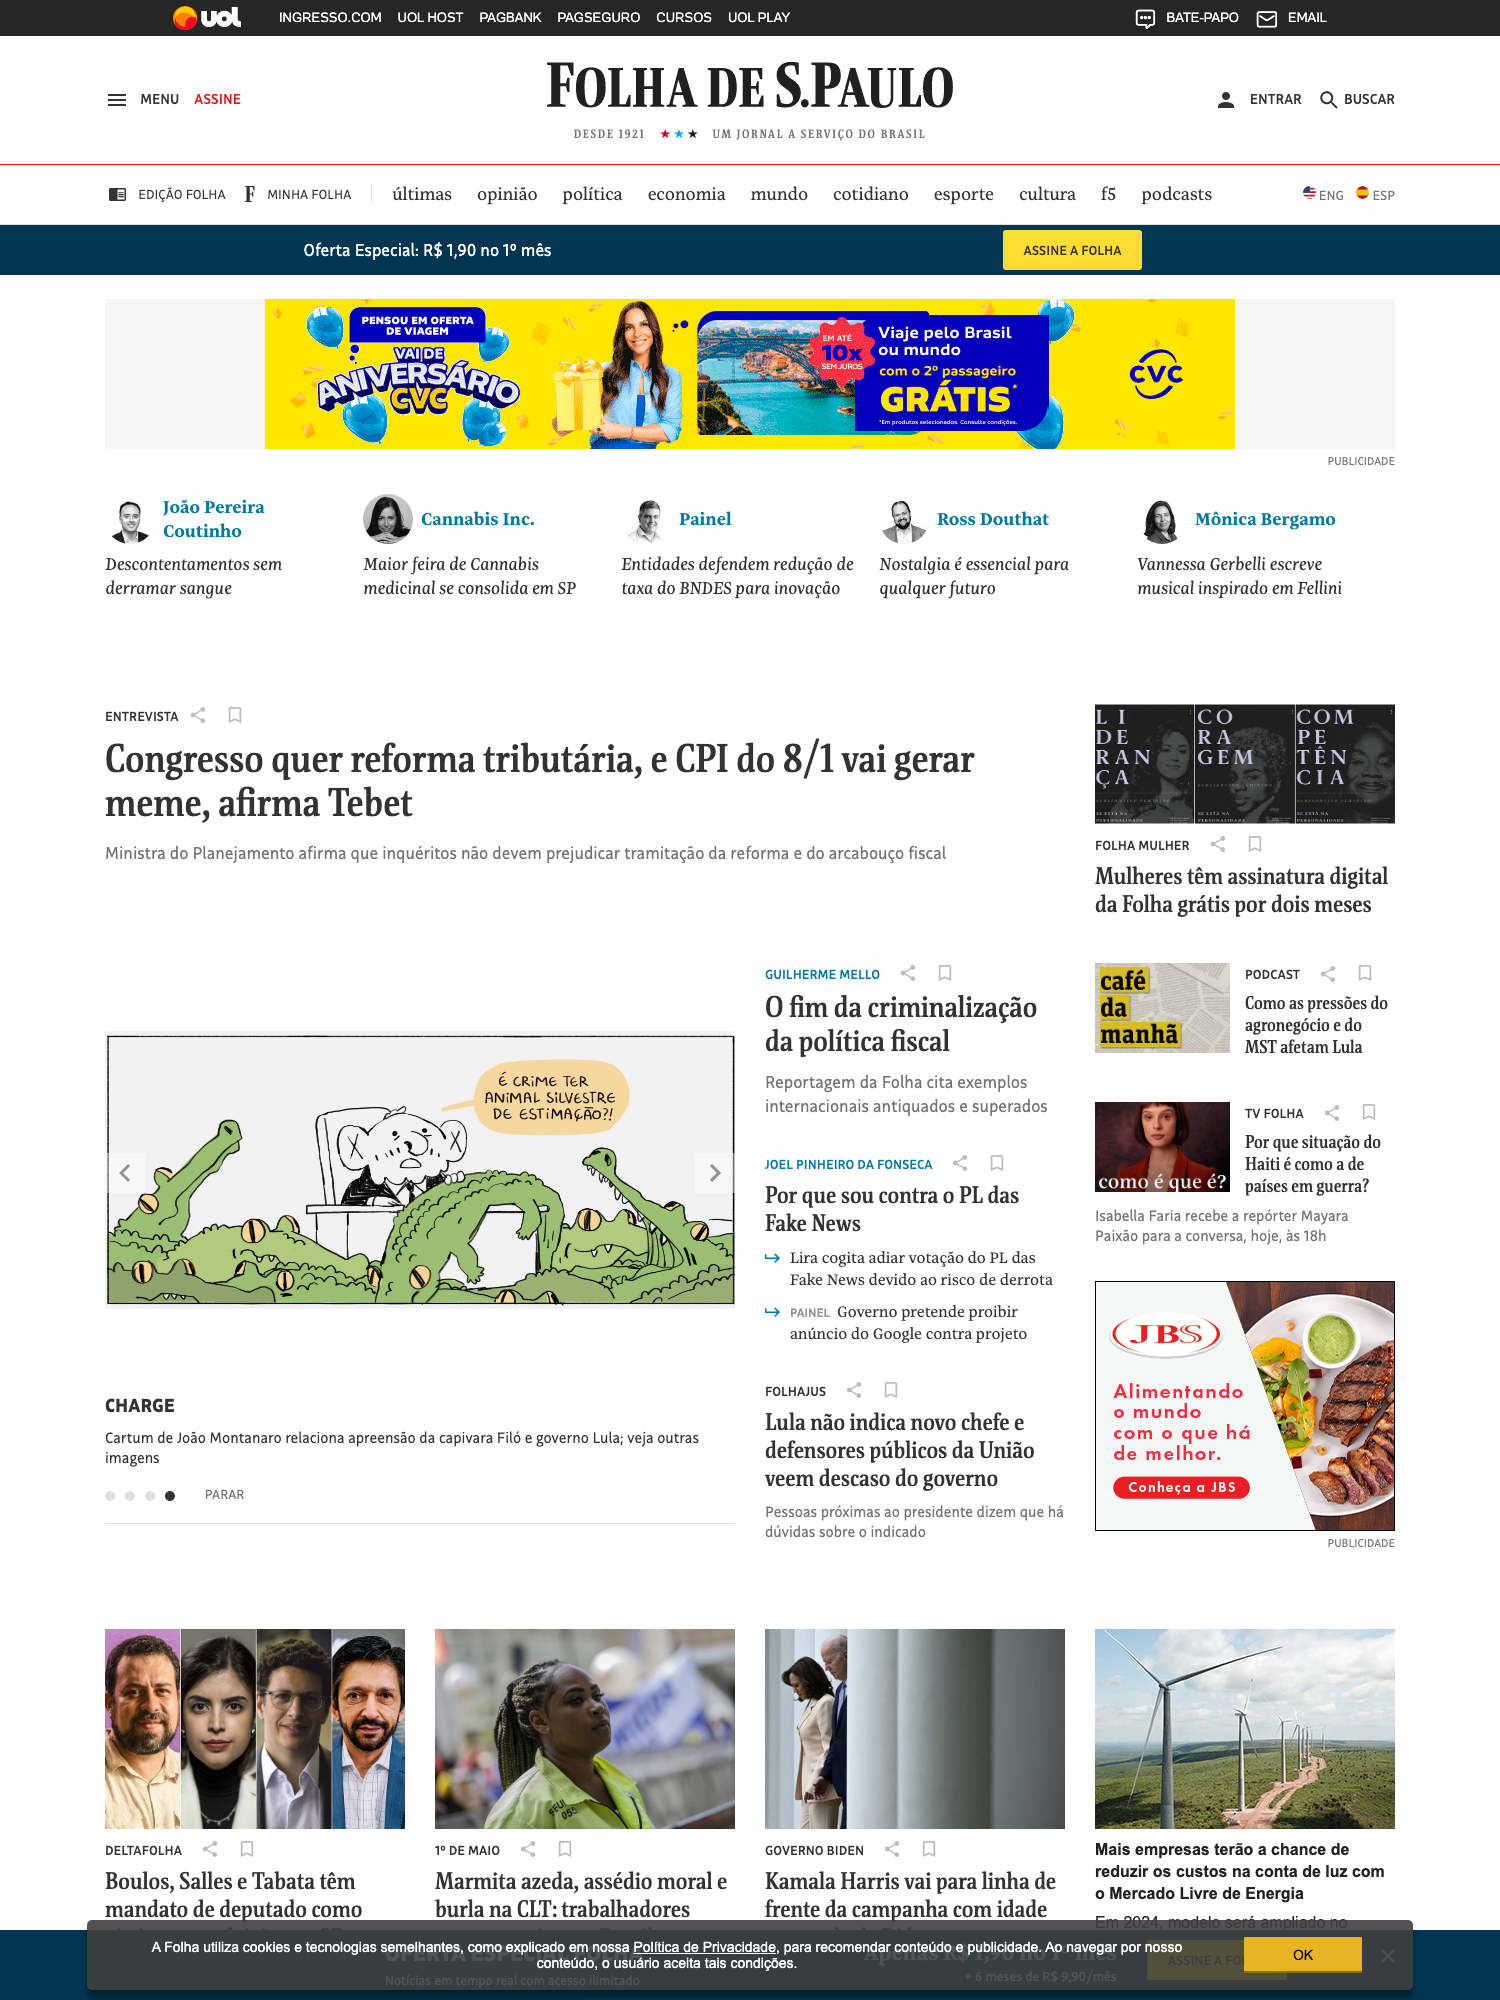 uol INGRESSO.COM UOL HOST PAGBANK PAGSEGURO CURSOS UOL PLAY BATE-PAPO EMAIL
MENU ASSINE
FOLHA DE S.PAULO
DESDE 1921 ★★★ UM JORNAL A SERVIÇO DO BRASIL
ENTRAR BUSCAR
EDIÇÃO FOLHA F MINHA FOLHA últimas opinião política economia mundo cotidiano esporte cultura f5 podcasts ENG ESP
Oferta Especial: R$ 1,90 no 1º mês ASSINE A FOLHA
PENSOU EM OFERTA
DE VIAGEM
VAI DE
ANIVERSÁRIO
CVC
EM ATÉ
10x
SEM JUROS
Viaje pelo Brasil
ou mundo
com o 2º passageiro
GRÁTIS*
*Em produtos selecionados. Consulte condições.
CVC
PUBLICIDADE
João Pereira
Coutinho
Descontentamentos sem
derramar sangue
Cannabis Inc.
Maior feira de Cannabis
medicinal se consolida em SP
Painel
Entidades defendem redução de
taxa do BNDES para inovação
Ross Douthat
Nostalgia é essencial para
qualquer futuro
Mônica Bergamo
Vannessa Gerbelli escreve
musical inspirado em Fellini
ENTREVISTA
Congresso quer reforma tributária, e CPI do 8/1 vai gerar
meme, afirma Tebet
Ministra do Planejamento afirma que inquéritos não devem prejudicar tramitação da reforma e do arcabouço fiscal
LI
DE
RAN
ÇA
CO
RA
GEM
COM
PE
TÊN
CIA
FOLHA MULHER
Mulheres têm assinatura digital
da Folha grátis por dois meses
É CRIME TER
ANIMAL SILVESTRE
DE ESTIMAÇÃO?!
CHARGE
Cartum de João Montanaro relaciona apreensão da capivara Filó e governo Lula; veja outras
imagens
PARAR
GUILHERME MELLO
O fim da criminalização
da política fiscal
Reportagem da Folha cita exemplos
internacionais antiquados e superados
JOEL PINHEIRO DA FONSECA
Por que sou contra o PL das
Fake News
Lira cogita adiar votação do PL das
Fake News devido ao risco de derrota
PAINEL Governo pretende proibir
anúncio do Google contra projeto
FOLHAJUS
Lula não indica novo chefe e
defensores públicos da União
veem descaso do governo
Pessoas próximas ao presidente dizem que há
dúvidas sobre o indicado
café
da
manhã
PODCAST
Como as pressões do
agronegócio e do
MST afetam Lula
como é que é?
TV FOLHA
Por que situação do
Haiti é como a de
países em guerra?
Isabella Faria recebe a repórter Mayara
Paixão para a conversa, hoje, às 18h
JBS
Alimentando
o mundo
com o que há
de melhor.
Conheça a JBS
PUBLICIDADE
DELTAFOLHA
Boulos, Salles e Tabata têm
mandato de deputado como
1º DE MAIO
Marmita azeda, assédio moral e
burla na CLT: trabalhadores
GOVERNO BIDEN
Kamala Harris vai para linha de
frente da campanha com idade
Mais empresas terão a chance de
reduzir os custos na conta de luz com
o Mercado Livre de Energia
Em 2024, modelo será ampliado no
A Folha utiliza cookies e tecnologias semelhantes, como explicado em nossa Política de Privacidade, para recomendar conteúdo e publicidade. Ao navegar por nosso
conteúdo, o usuário aceita tais condições.
OK
Notícias em tempo real com acesso ilimitado
Apenas R$ 1,90 no 1º mês
+ 6 meses de R$ 9,90/mês
ASSINE A FO